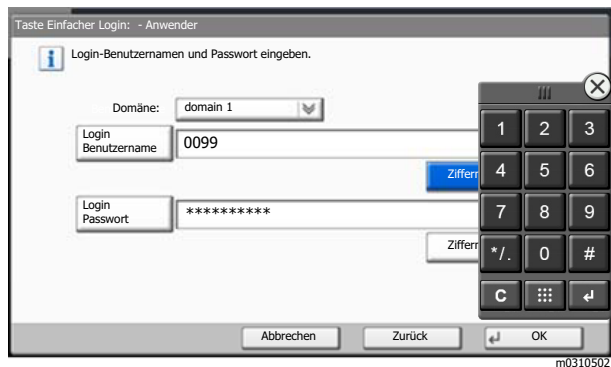 Taste Einfacher Login: - Anwender
Login-Benutzernamen und Passwort eingeben.
Domäne: domain 1
Login
Benutzername
0099
Ziffern
Login
Passwort
**********
Ziffern
1 2 3
4 5 6
7 8 9
*/. 0 #
C
Abbrechen Zurück OK
m0310502